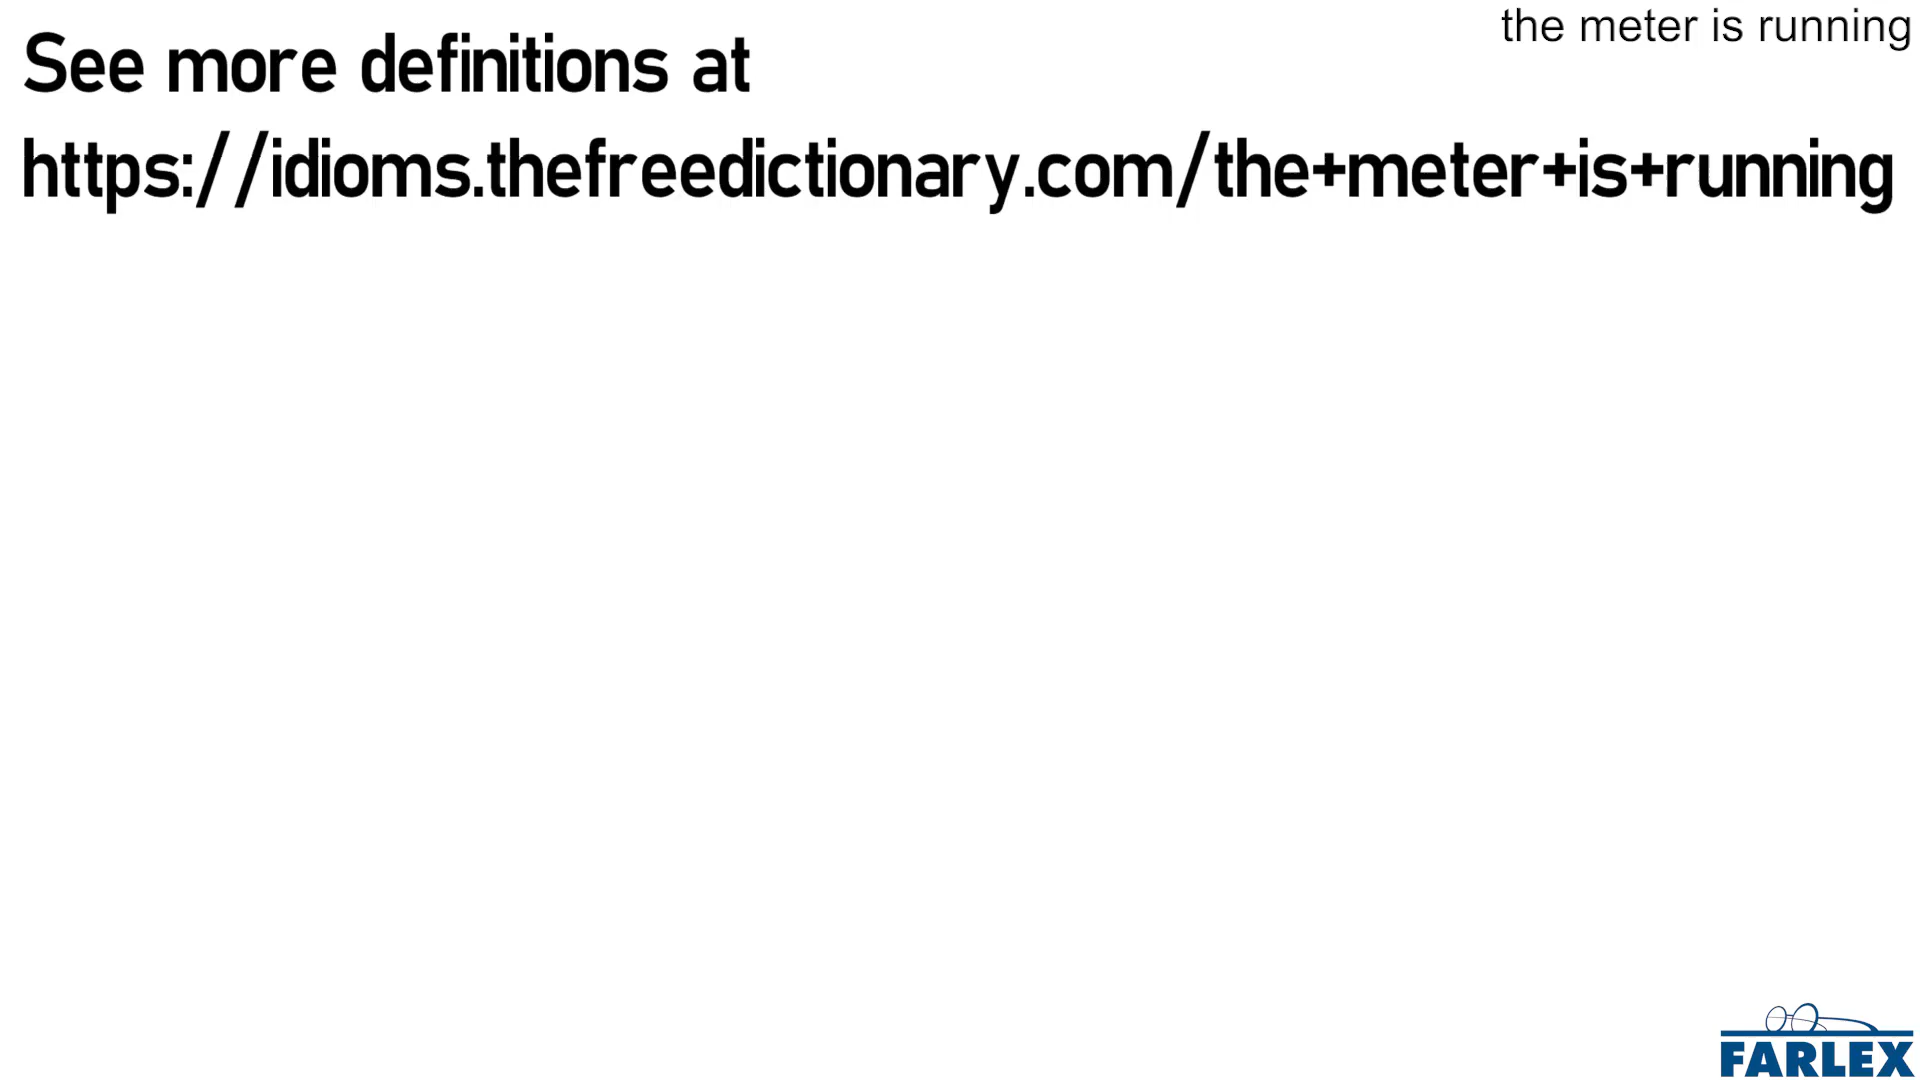 the meter is running
See more definitions at
https://idioms.thefreedictionary.com/the+meter+is+running
FARLEX